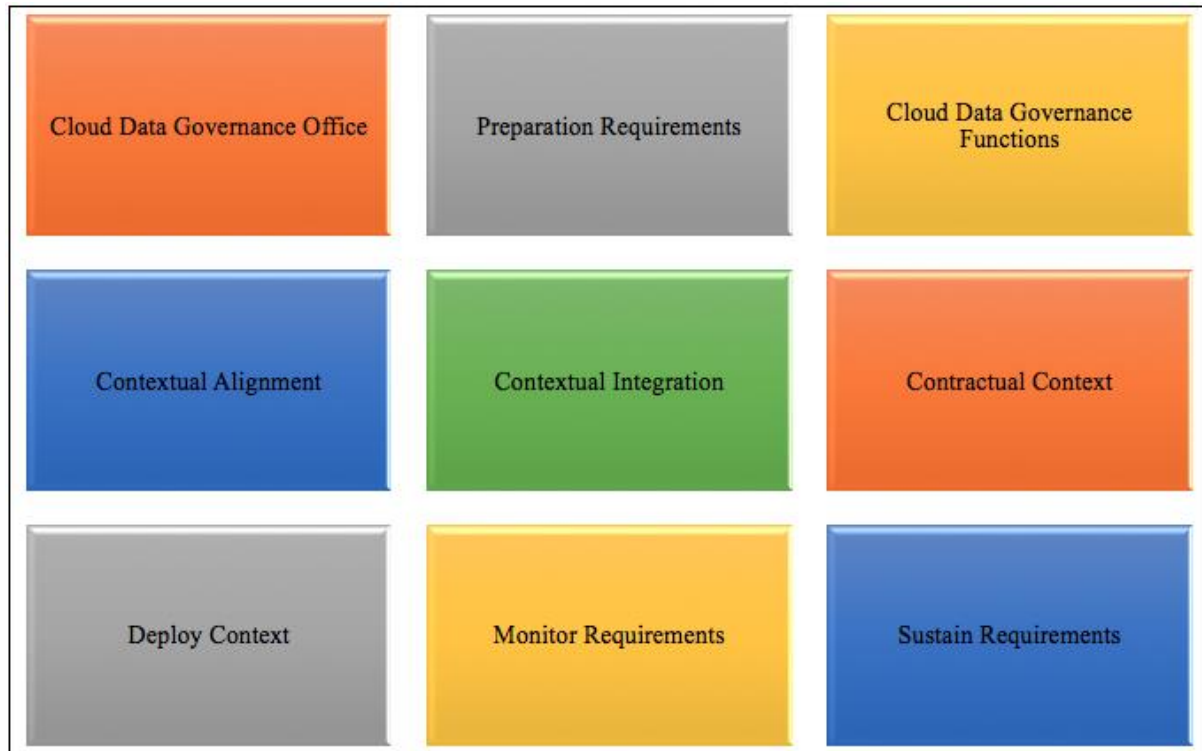 Cloud Data Governance Office
Preparation Requirements
Cloud Data Governance
Functions
Contextual Alignment
Contextual Integration
Contractual Context
Deploy Context
Monitor Requirements
Sustain Requirements